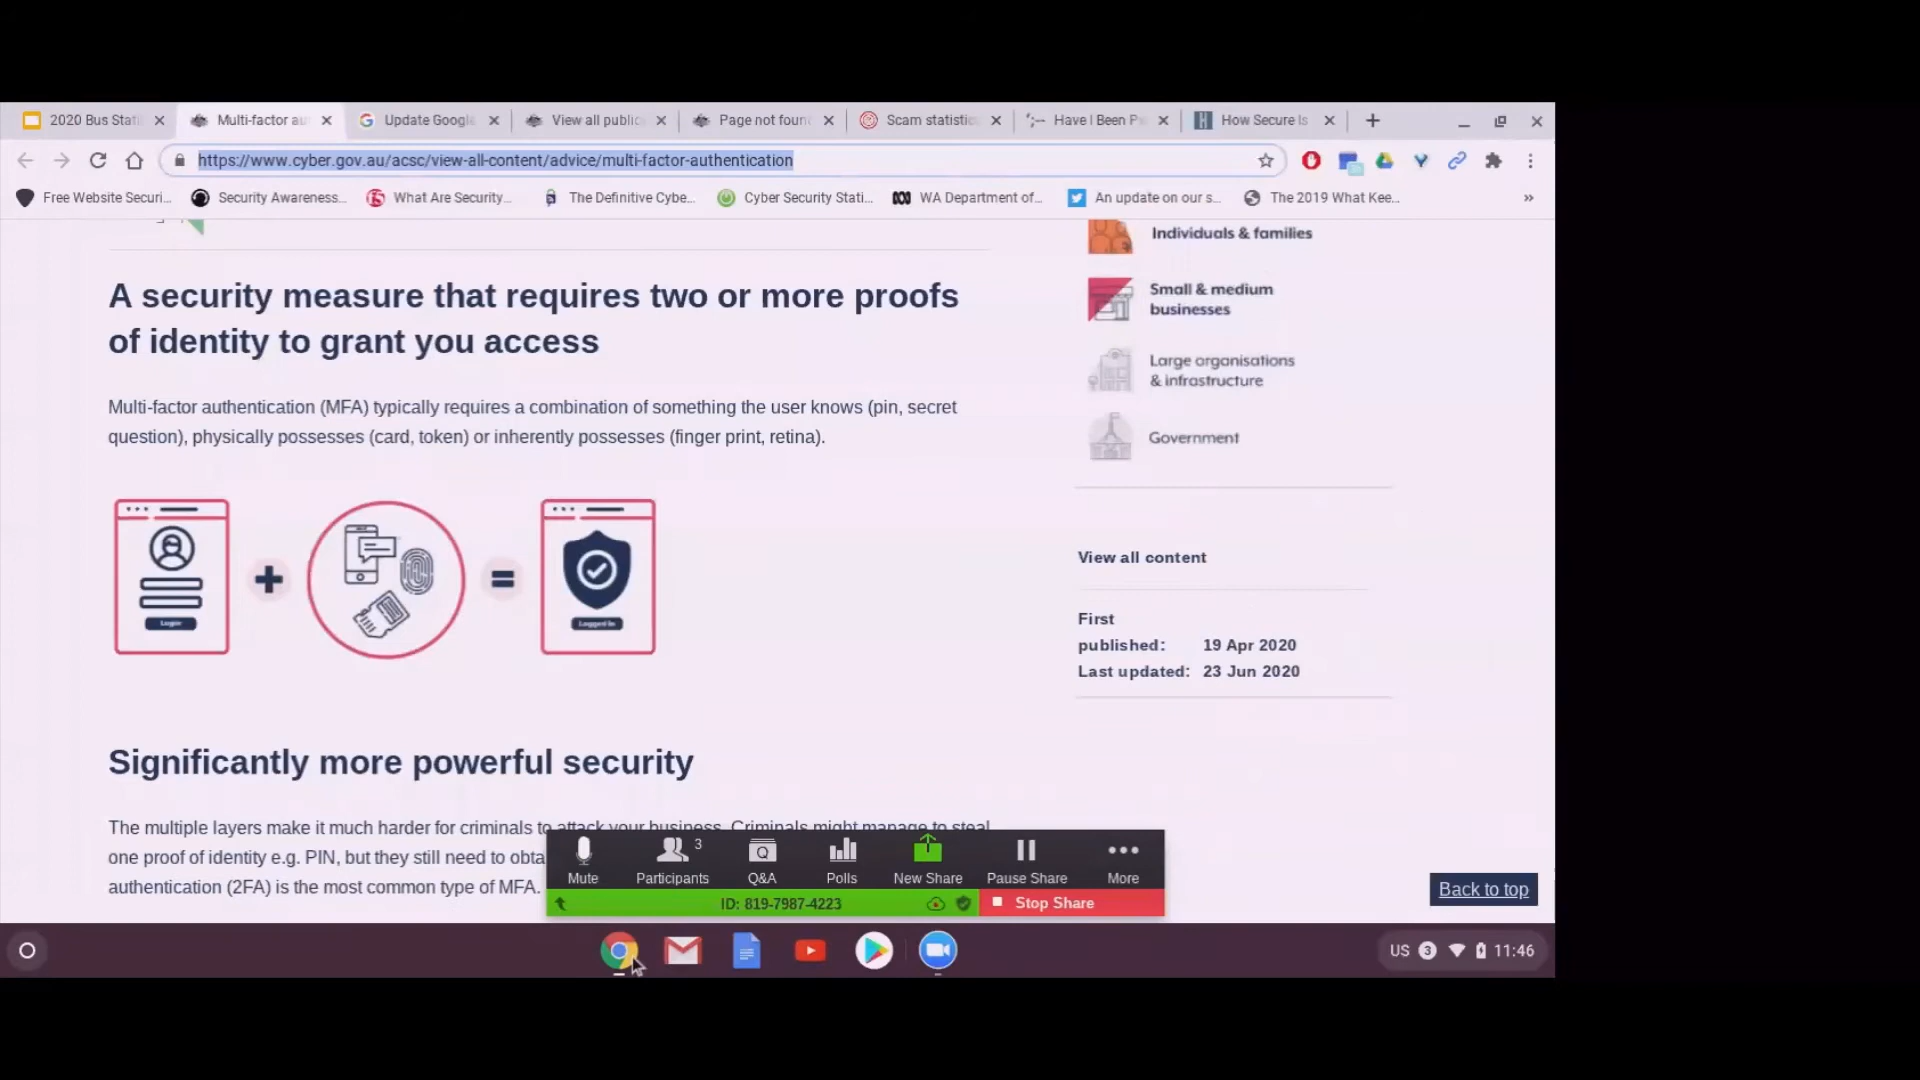 2020 Bus Stati
Multi-factor au
Update Google
View all public
Page not foun
Scam statistic
Have I Been P
How Secure Is
https://www.cyber.gov.au/acsc/view-all-content/advice/multi-factor-authentication
Free Website Securi...
Security Awareness...
What Are Security...
The Definitive Cybe...
Cyber Security Stati...
WA Department of...
An update on our s...
The 2019 What Kee...
»
A security measure that requires two or more proofs
of identity to grant you access
Multi-factor authentication (MFA) typically requires a combination of something the user knows (pin, secret
question), physically possesses (card, token) or inherently possesses (finger print, retina).
Login
Logged in
Significantly more powerful security
The multiple layers make it much harder for criminals to attack your business. Criminals might manage to steal
one proof of identity e.g. PIN, but they still need to obta
authentication (2FA) is the most common type of MFA.
Individuals & families
Small & medium
businesses
Large organisations
& infrastructure
Government
View all content
First
published: 19 Apr 2020
Last updated: 23 Jun 2020
Back to top
Mute
Participants 3
Q&A
Polls
New Share
Pause Share
More
ID: 819-7987-4223
Stop Share
US 3 11:46